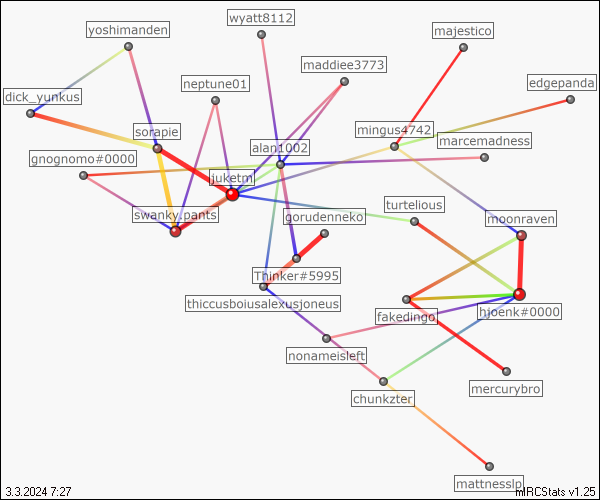 wyatt8112
yoshimanden
majestico
maddiee3773
neptune01
edgepanda
dick_yunkus
sorapie
mingus4742
marcemadness
alan1002
gnognomo#0000
juketm
swanky.pants
gorudenneko
turtelious
moonraven
Thinker#5995
thiccusboiusalexusjoneus
fakedingo
hjoenk#0000
nonameisleft
mercurybro
chunkzter
mattnesslp
3.3.2024 7:27
mIRCStats v1.25